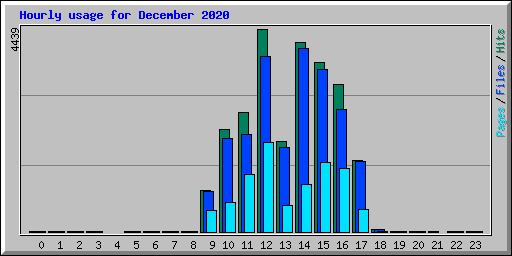 Hourly usage for December 2020
4439
Pages/Files/Hits
0 1 2 3 4 5 6 7 8 9 10 11 12 13 14 15 16 17 18 19 20 21 22 23